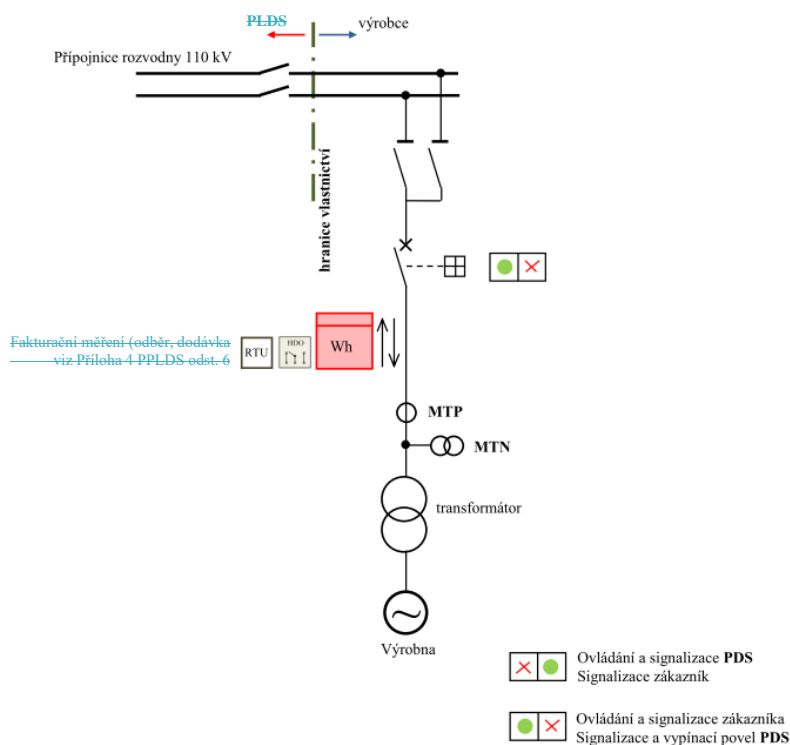 PLDS
výrobce
Přípojnice rozvodny 110 kV
hranice vlastnictví
Fakturační měření (odběr, dodávka
viz Příloha 4 PPLDS odst. 6
RTU
HDO
Wh
MTP
MTN
transformátor
Výrobna
Ovládání a signalizace PDS
Signalizace zákazník
Ovládání a signalizace zákazníka
Signalizace a vypínací povel PDS